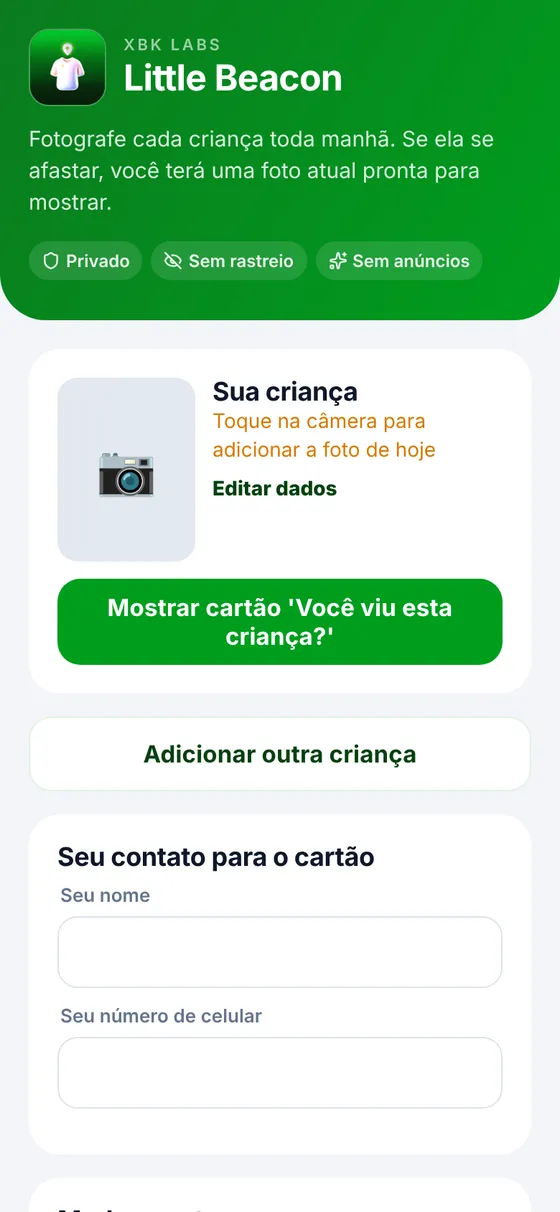 XBK LABS
Little Beacon
Fotografe cada criança toda manhã. Se ela se
afastar, você terá uma foto atual pronta para
mostrar.
Privado
Sem rastreio
Sem anúncios
Sua criança
Toque na câmera para
adicionar a foto de hoje
Editar dados
Mostrar cartão 'Você viu esta
criança?'
Adicionar outra criança
Seu contato para o cartão
Seu nome
Seu número de celular